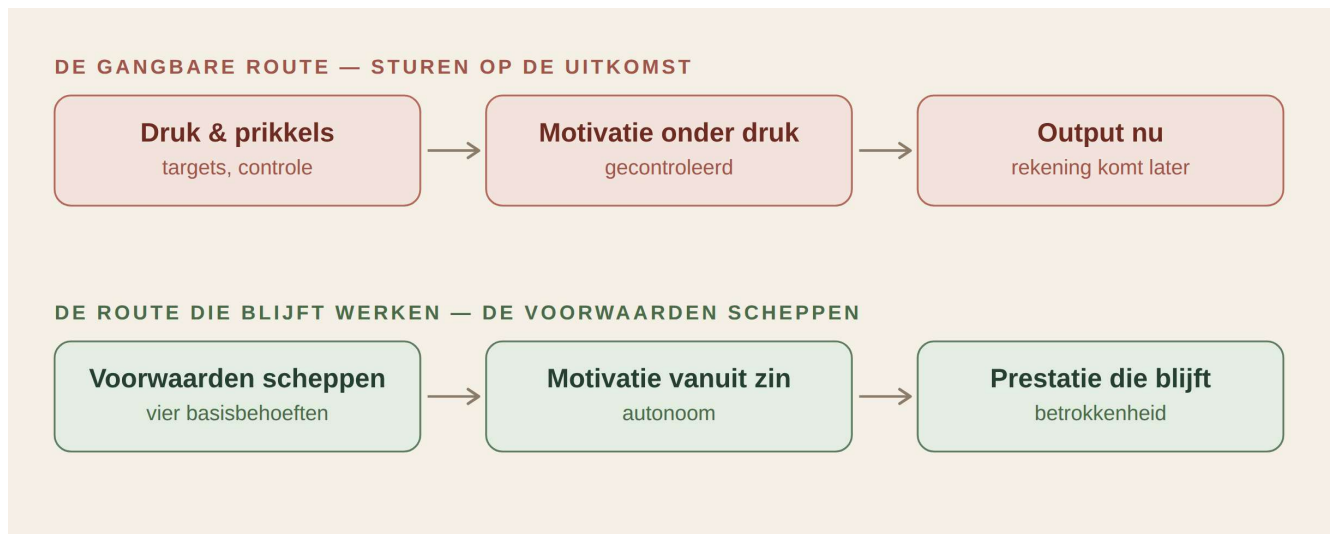 DE GANGBARE ROUTE — STUREN OP DE UITKOMST
Druk & prikkels
targets, controle
Motivatie onder druk
gecontroleerd
Output nu
rekening komt later
DE ROUTE DIE BLIJFT WERKEN — DE VOORWAARDEN SCHEPPEN
Voorwaarden scheppen
vier basisbehoeften
Motivatie vanuit zin
autonoom
Prestatie die blijft
betrokkenheid